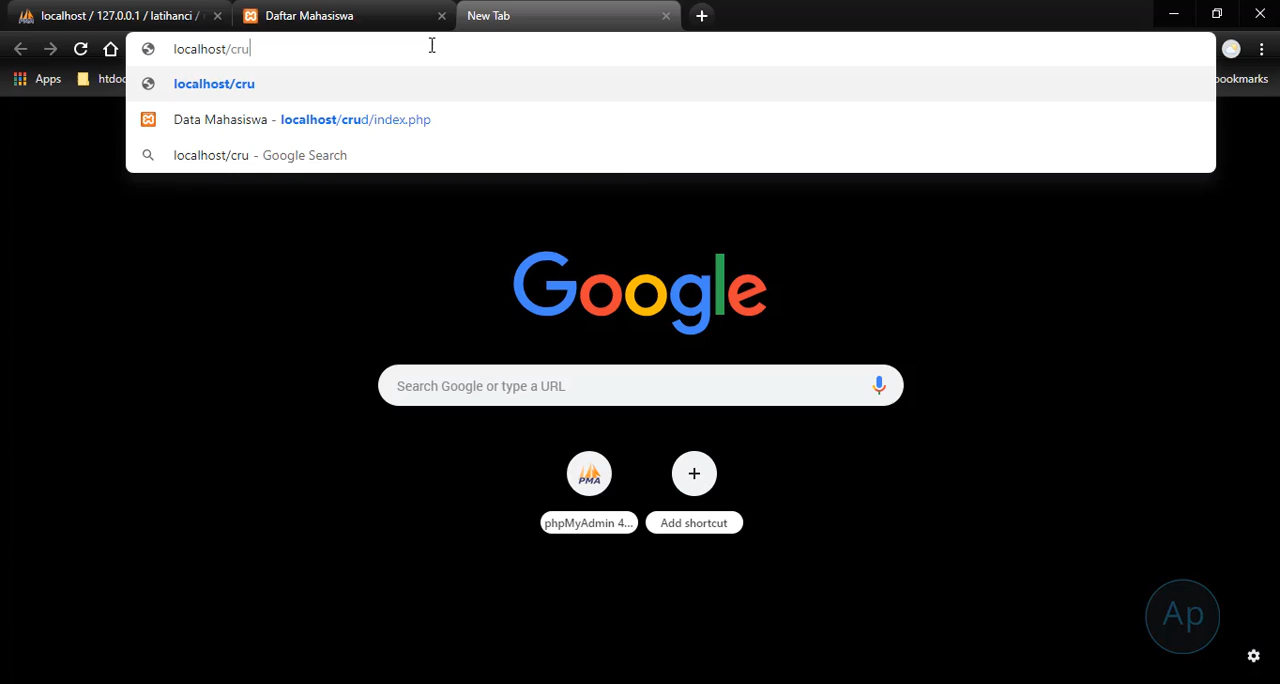 localhost / 127.0.0.1 / latihanci /
Daftar Mahasiswa
New Tab
localhost/cru
Apps
htdoc
bookmarks
localhost/cru
Data Mahasiswa - localhost/crud/index.php
localhost/cru - Google Search
Google
Search Google or type a URL
PMA
phpMyAdmin 4...
Add shortcut
Ap